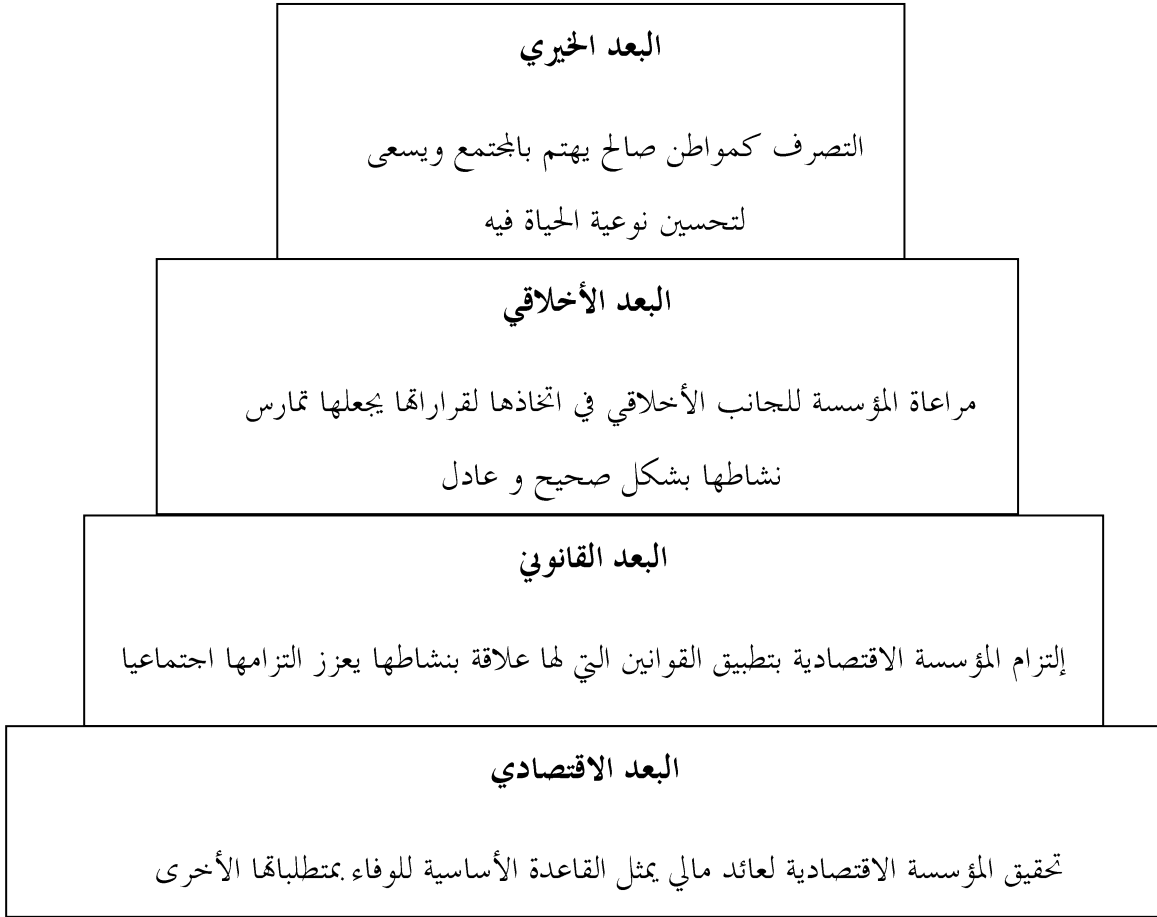 البعد الخيري
التصرف كمواطن صالح يهتم بالمجتمع ويسعى
لتحسين نوعية الحياة فيه
البعد الأخلاقي
مراعاة المؤسسة للجانب الأخلاقي في اتخاذها لقراراتها يجعلها تمارس
نشاطها بشكل صحيح و عادل
البعد القانوني
إلتزام المؤسسة الاقتصادية بتطبيق القوانين التي لها علاقة بنشاطها يعزز التزامها اجتماعيا
البعد الاقتصادي
تحقيق المؤسسة الاقتصادية لعائد مالي يمثل القاعدة الأساسية للوفاء بمتطلباتها الأخرى